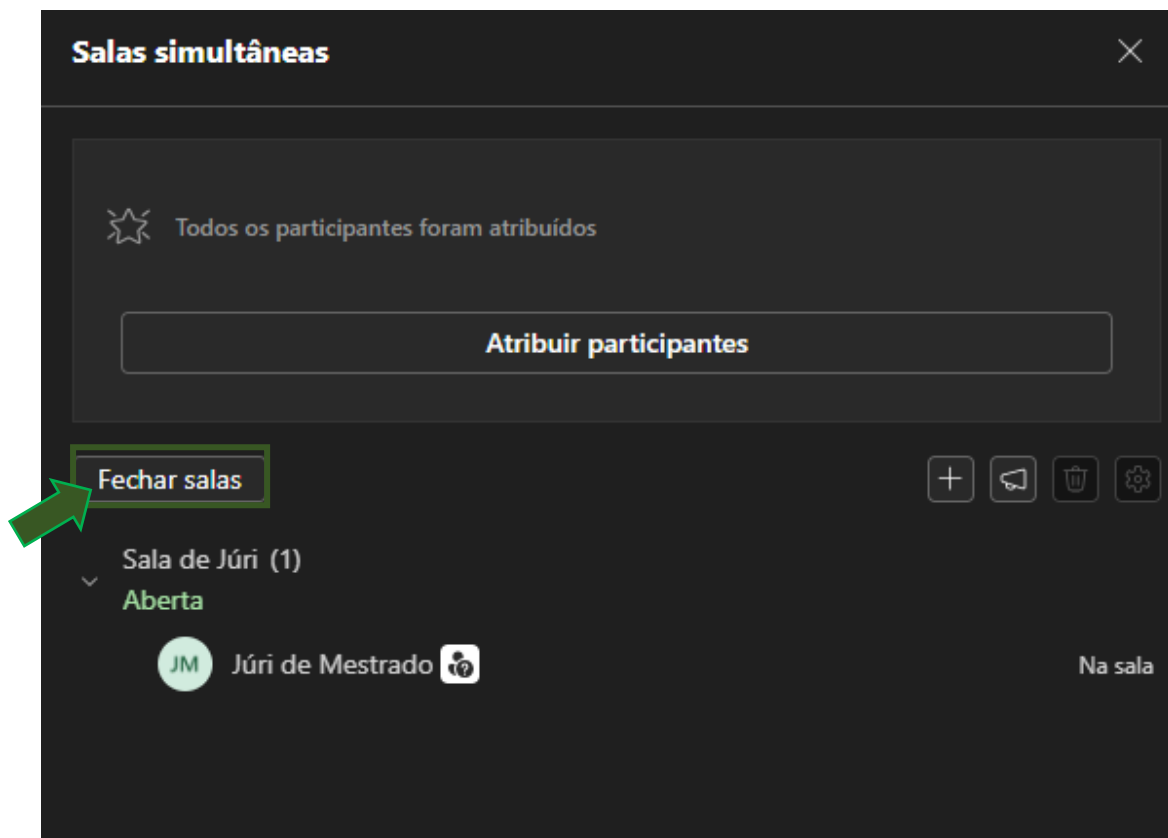 Salas simultâneas
Todos os participantes foram atribuídos
Atribuir participantes
Fechar salas
Sala de Júri (1)
Aberta
JM Júri de Mestrado Na sala